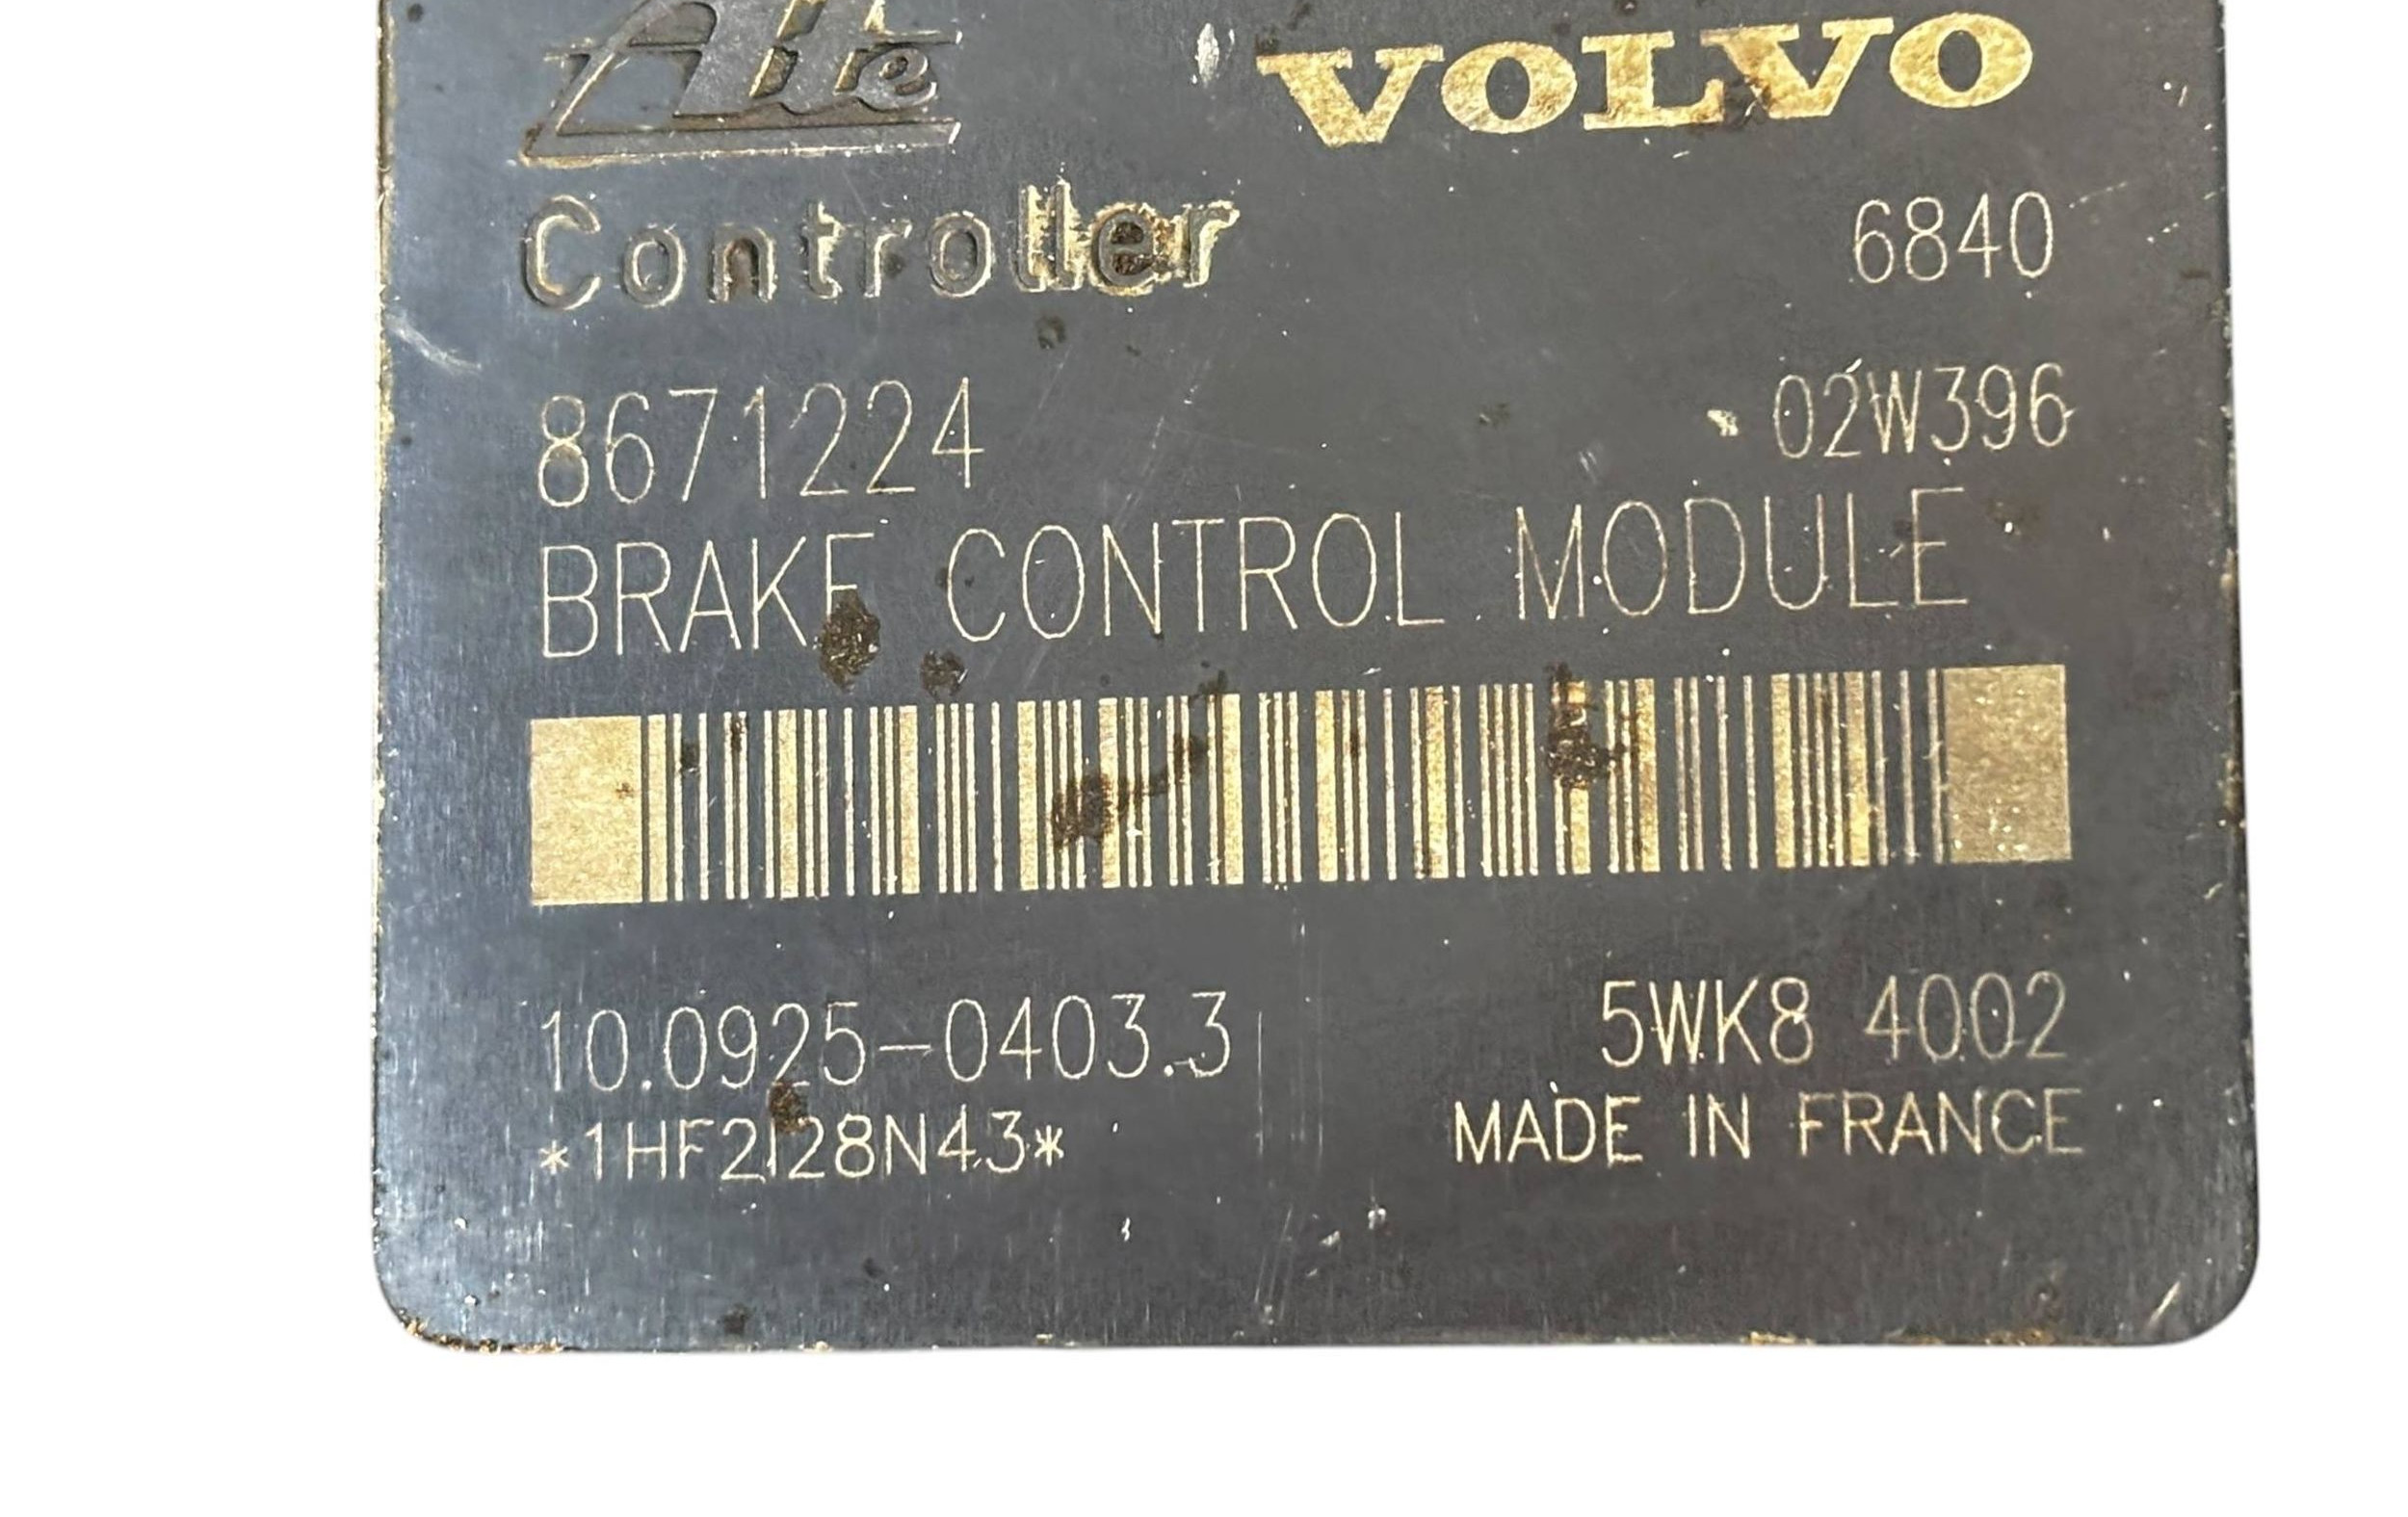 Ate VOLVO
Controller 6840
8671224 02W396
BRAKE CONTROL MODULE
10.0925-0403.3 5WK8 4002
*1HF2128N43* MADE IN FRANCE